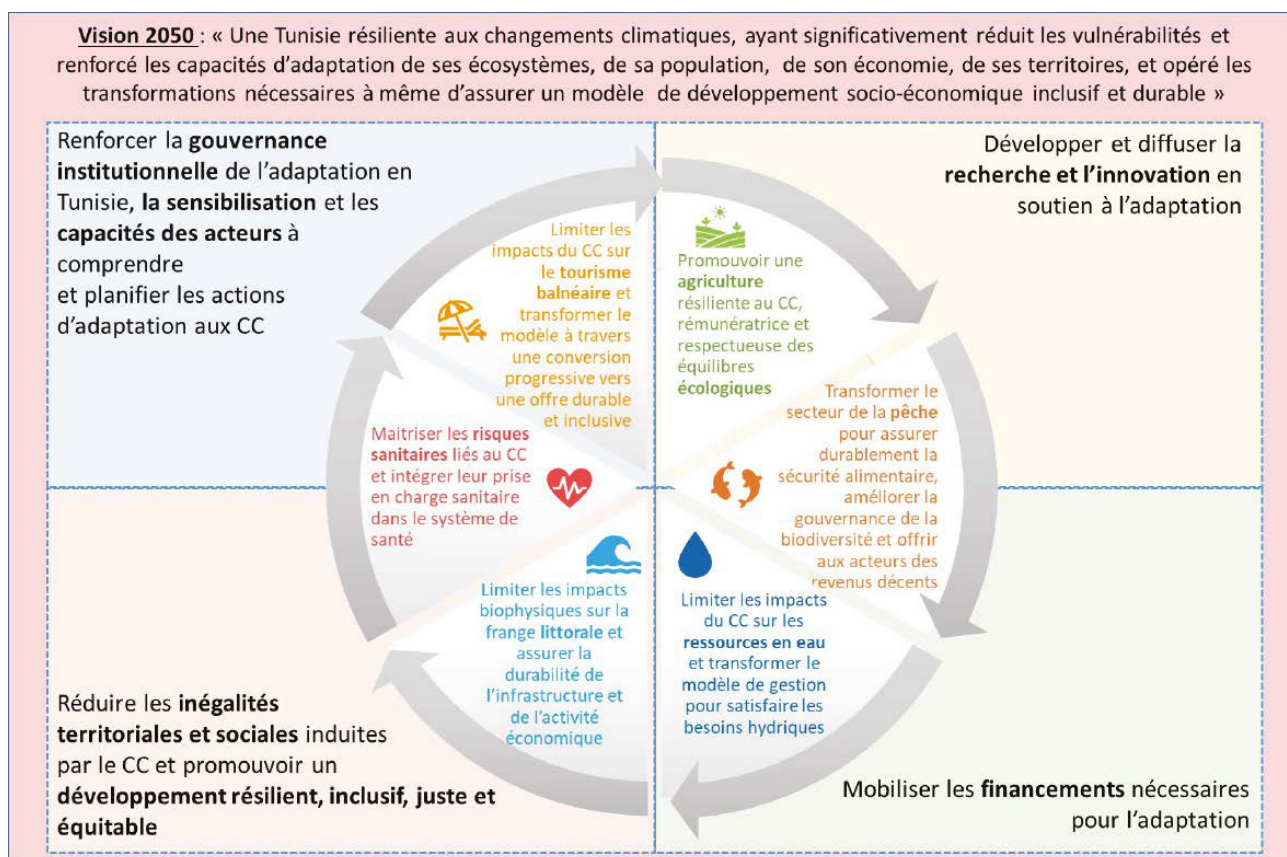 Vision 2050 : « Une Tunisie résiliente aux changements climatiques, ayant significativement réduit les vulnérabilités et
renforcé les capacités d'adaptation de ses écosystèmes, de sa population, de son économie, de ses territoires, et opéré les
transformations nécessaires à même d'assurer un modèle de développement socio-économique inclusif et durable »
Renforcer la gouvernance
institutionnelle de l'adaptation en
Tunisie, la sensibilisation et les
capacités des acteurs à
comprendre
et planifier les actions
d'adaptation aux CC
Développer et diffuser la
recherche et l'innovation en
soutien à l'adaptation
Limiter les
impacts du CC sur
le tourisme
balnéaire et
transformer le
modèle à travers
une conversion
progressive vers
une offre durable
et inclusive
Promouvoir une
agriculture
résiliente au CC,
rémunératrice et
respectueuse des
équilibres
écologiques
Transformer le
secteur de la pêche
pour assurer
durablement la
sécurité alimentaire,
améliorer la
gouvernance de la
biodiversité et offrir
aux acteurs des
revenus décents
Maitriser les risques
sanitaires liés au CC
et intégrer leur prise
en charge sanitaire
dans le système de
santé
Limiter les impacts
biophysiques sur la
frange littorale et
assurer la
durabilité de
l'infrastructure et
de l'activité
économique
Limiter les impacts
du CC sur les
ressources en eau
et transformer le
modèle de gestion
pour satisfaire les
besoins hydriques
Réduire les inégalités
territoriales et sociales induites
par le CC et promouvoir un
développement résilient, inclusif, juste et
équitable
Mobiliser les financements nécessaires
pour l'adaptation